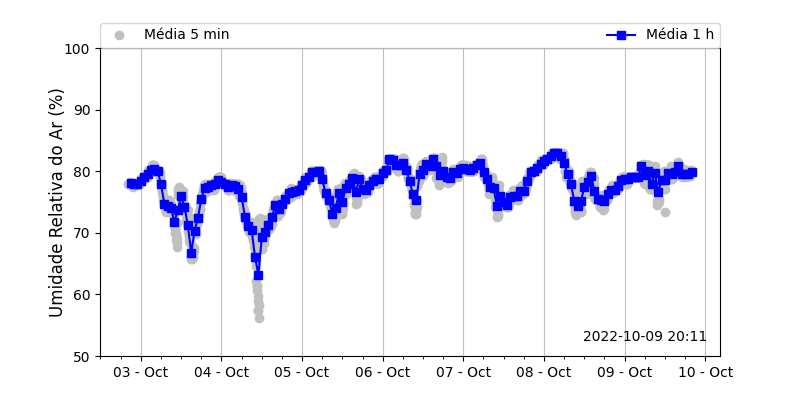 Média 5 min
Média 1 h
Umidade Relativa do Ar (%)
100
90
80
70
60
50
2022-10-09 20:11
03 - Oct
04 - Oct
05 - Oct
06 - Oct
07 - Oct
08 - Oct
09 - Oct
10 - Oct